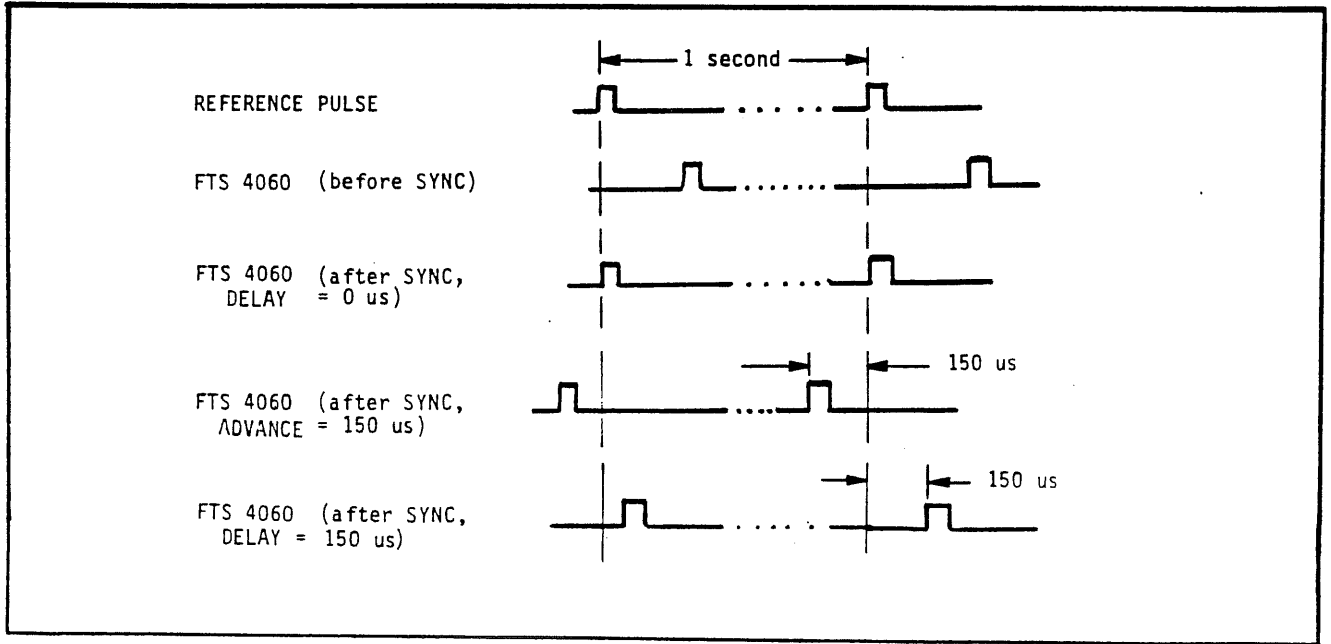 1 second
REFERENCE PULSE
FTS 4060 (before SYNC)
FTS 4060 (after SYNC,
DELAY = 0 us)
150 us
FTS 4060 (after SYNC,
ADVANCE = 150 us)
150 us
FTS 4060 (after SYNC,
DELAY = 150 us)